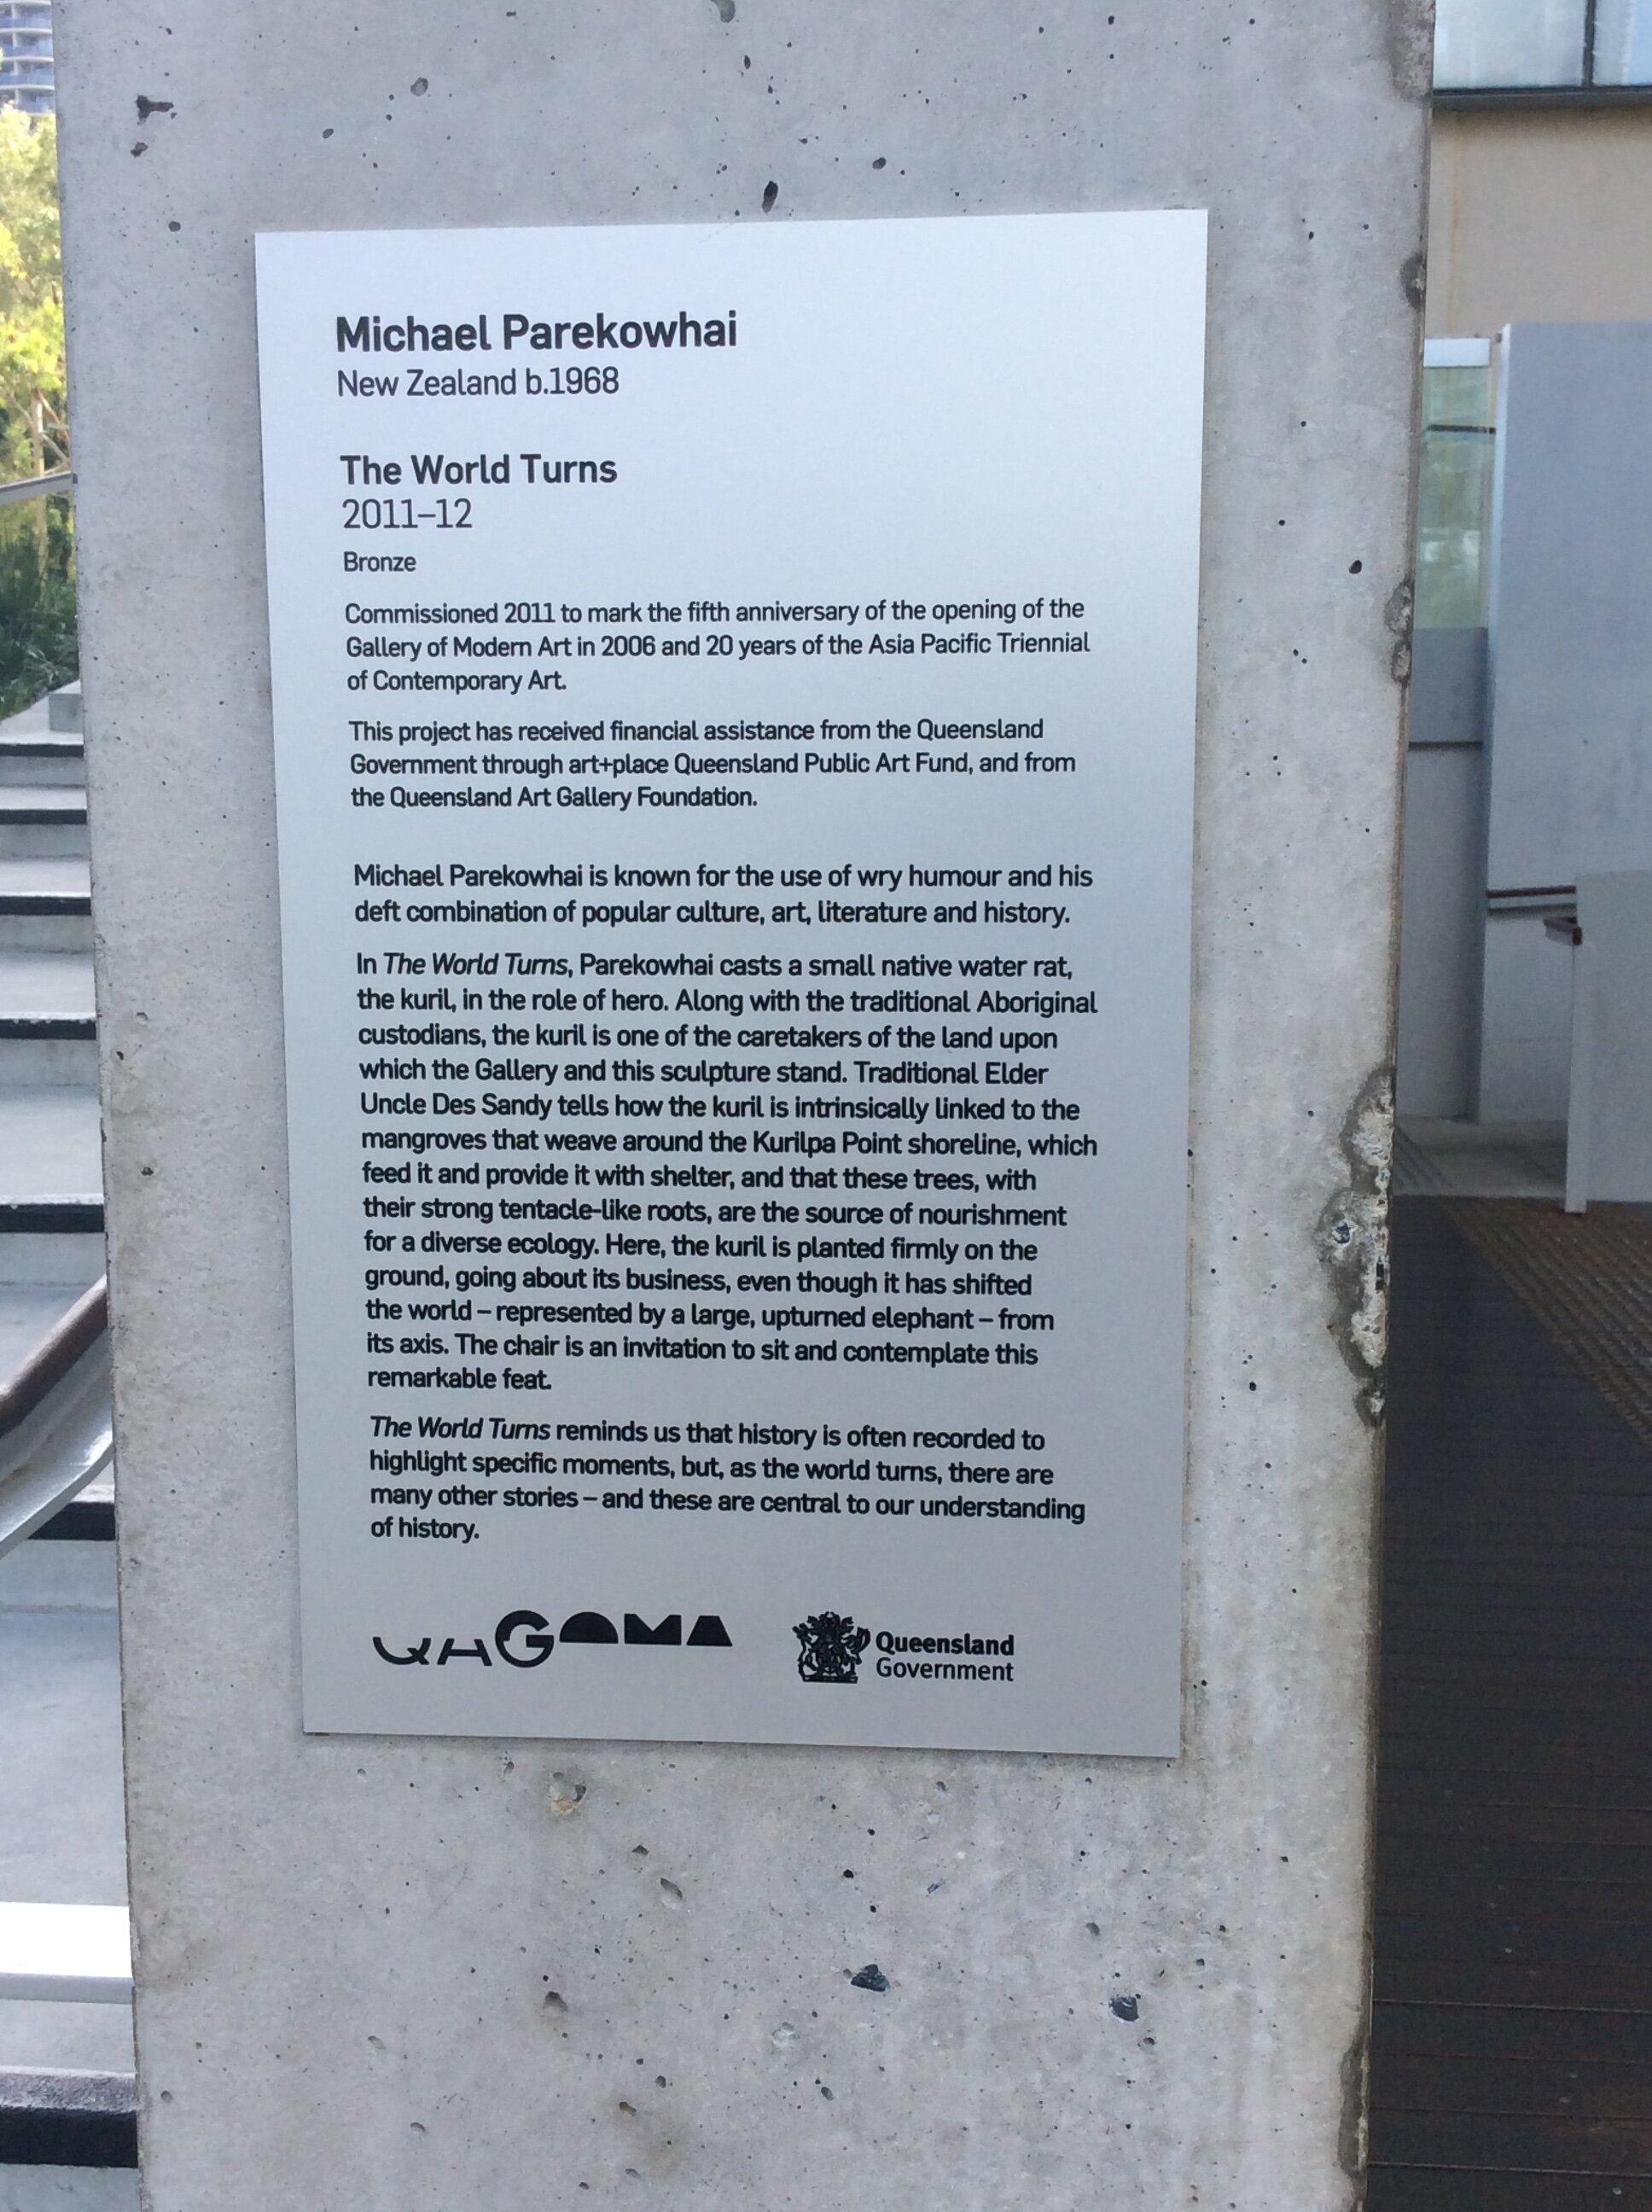 Michael Parekowhai
New Zealand b.1968
The World Turns
2011–12
Bronze
Commissioned 2011 to mark the fifth anniversary of the opening of the
Gallery of Modern Art in 2006 and 20 years of the Asia Pacific Triennial
of Contemporary Art.
This project has received financial assistance from the Queensland
Government through art+place Queensland Public Art Fund, and from
the Queensland Art Gallery Foundation.
Michael Parekowhai is known for the use of wry humour and his
deft combination of popular culture, art, literature and history.
In The World Turns, Parekowhai casts a small native water rat,
the kuril, in the role of hero. Along with the traditional Aboriginal
custodians, the kuril is one of the caretakers of the land upon
which the Gallery and this sculpture stand. Traditional Elder
Uncle Des Sandy tells how the kuril is intrinsically linked to the
mangroves that weave around the Kurilpa Point shoreline, which
feed it and provide it with shelter, and that these trees, with
their strong tentacle-like roots, are the source of nourishment
for a diverse ecology. Here, the kuril is planted firmly on the
ground, going about its business, even though it has shifted
the world – represented by a large, upturned elephant – from
its axis. The chair is an invitation to sit and contemplate this
remarkable feat.
The World Turns reminds us that history is often recorded to
highlight specific moments, but, as the world turns, there are
many other stories – and these are central to our understanding
of history.
QAGOMA
Queensland
Government